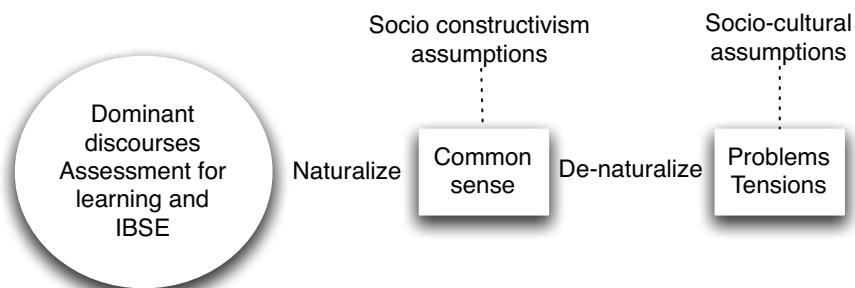 Socio constructivism
assumptions
Socio-cultural
assumptions
Dominant
discourses
Assessment for
learning and
IBSE
Naturalize
Common
sense
De-naturalize
Problems
Tensions